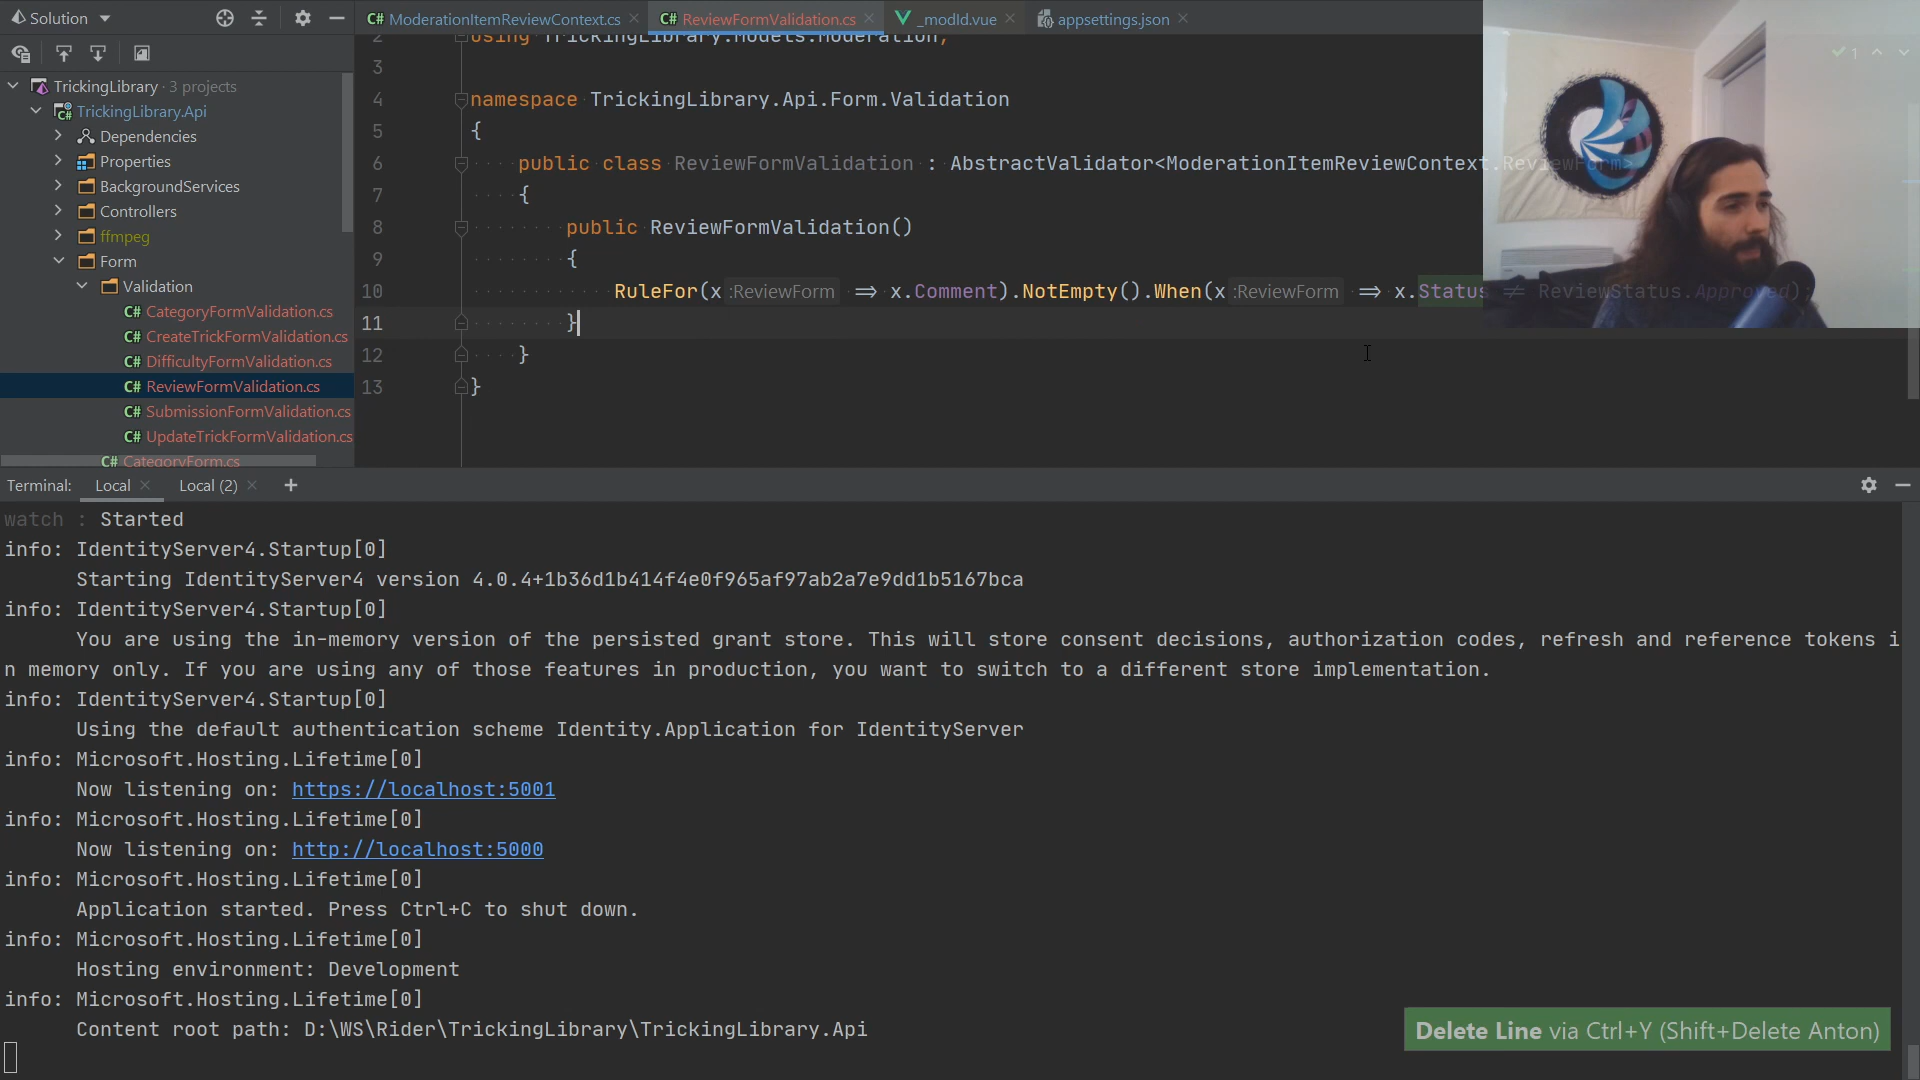 Solution
ModerationItemReviewContext.cs
ReviewFormValidation.cs
_modId.vue
appsettings.json
TrickingLibrary · 3 projects
TrickingLibrary.Api
Dependencies
Properties
BackgroundServices
Controllers
ffmpeg
Form
Validation
C# CategoryFormValidation.cs
C# CreateTrickFormValidation.cs
C# DifficultyFormValidation.cs
C# ReviewFormValidation.cs
C# SubmissionFormValidation.cs
C# UpdateTrickFormValidation.cs
C# CategoryForm.cs
2 using TrickingLibrary.Models.Moderation;
3
4 namespace TrickingLibrary.Api.Form.Validation
5 {
6 public class ReviewFormValidation : AbstractValidator<ModerationItemReviewContext.ReviewForm>
7 {
8 public ReviewFormValidation()
9 {
10 RuleFor(x :ReviewForm => x.Comment).NotEmpty().When(x :ReviewForm => x.Status ≠ ReviewStatus.Approved);
11 }
12 }
13 }
1
Terminal: Local Local (2) +
watch : Started
info: IdentityServer4.Startup[0]
Starting IdentityServer4 version 4.0.4+1b36d1b414f4e0f965af97ab2a7e9dd1b5167bca
info: IdentityServer4.Startup[0]
You are using the in-memory version of the persisted grant store. This will store consent decisions, authorization codes, refresh and reference tokens i
n memory only. If you are using any of those features in production, you want to switch to a different store implementation.
info: IdentityServer4.Startup[0]
Using the default authentication scheme Identity.Application for IdentityServer
info: Microsoft.Hosting.Lifetime[0]
Now listening on: https://localhost:5001
info: Microsoft.Hosting.Lifetime[0]
Now listening on: http://localhost:5000
info: Microsoft.Hosting.Lifetime[0]
Application started. Press Ctrl+C to shut down.
info: Microsoft.Hosting.Lifetime[0]
Hosting environment: Development
info: Microsoft.Hosting.Lifetime[0]
Content root path: D:\WS\Rider\TrickingLibrary\TrickingLibrary.Api
Delete Line via Ctrl+Y (Shift+Delete Anton)